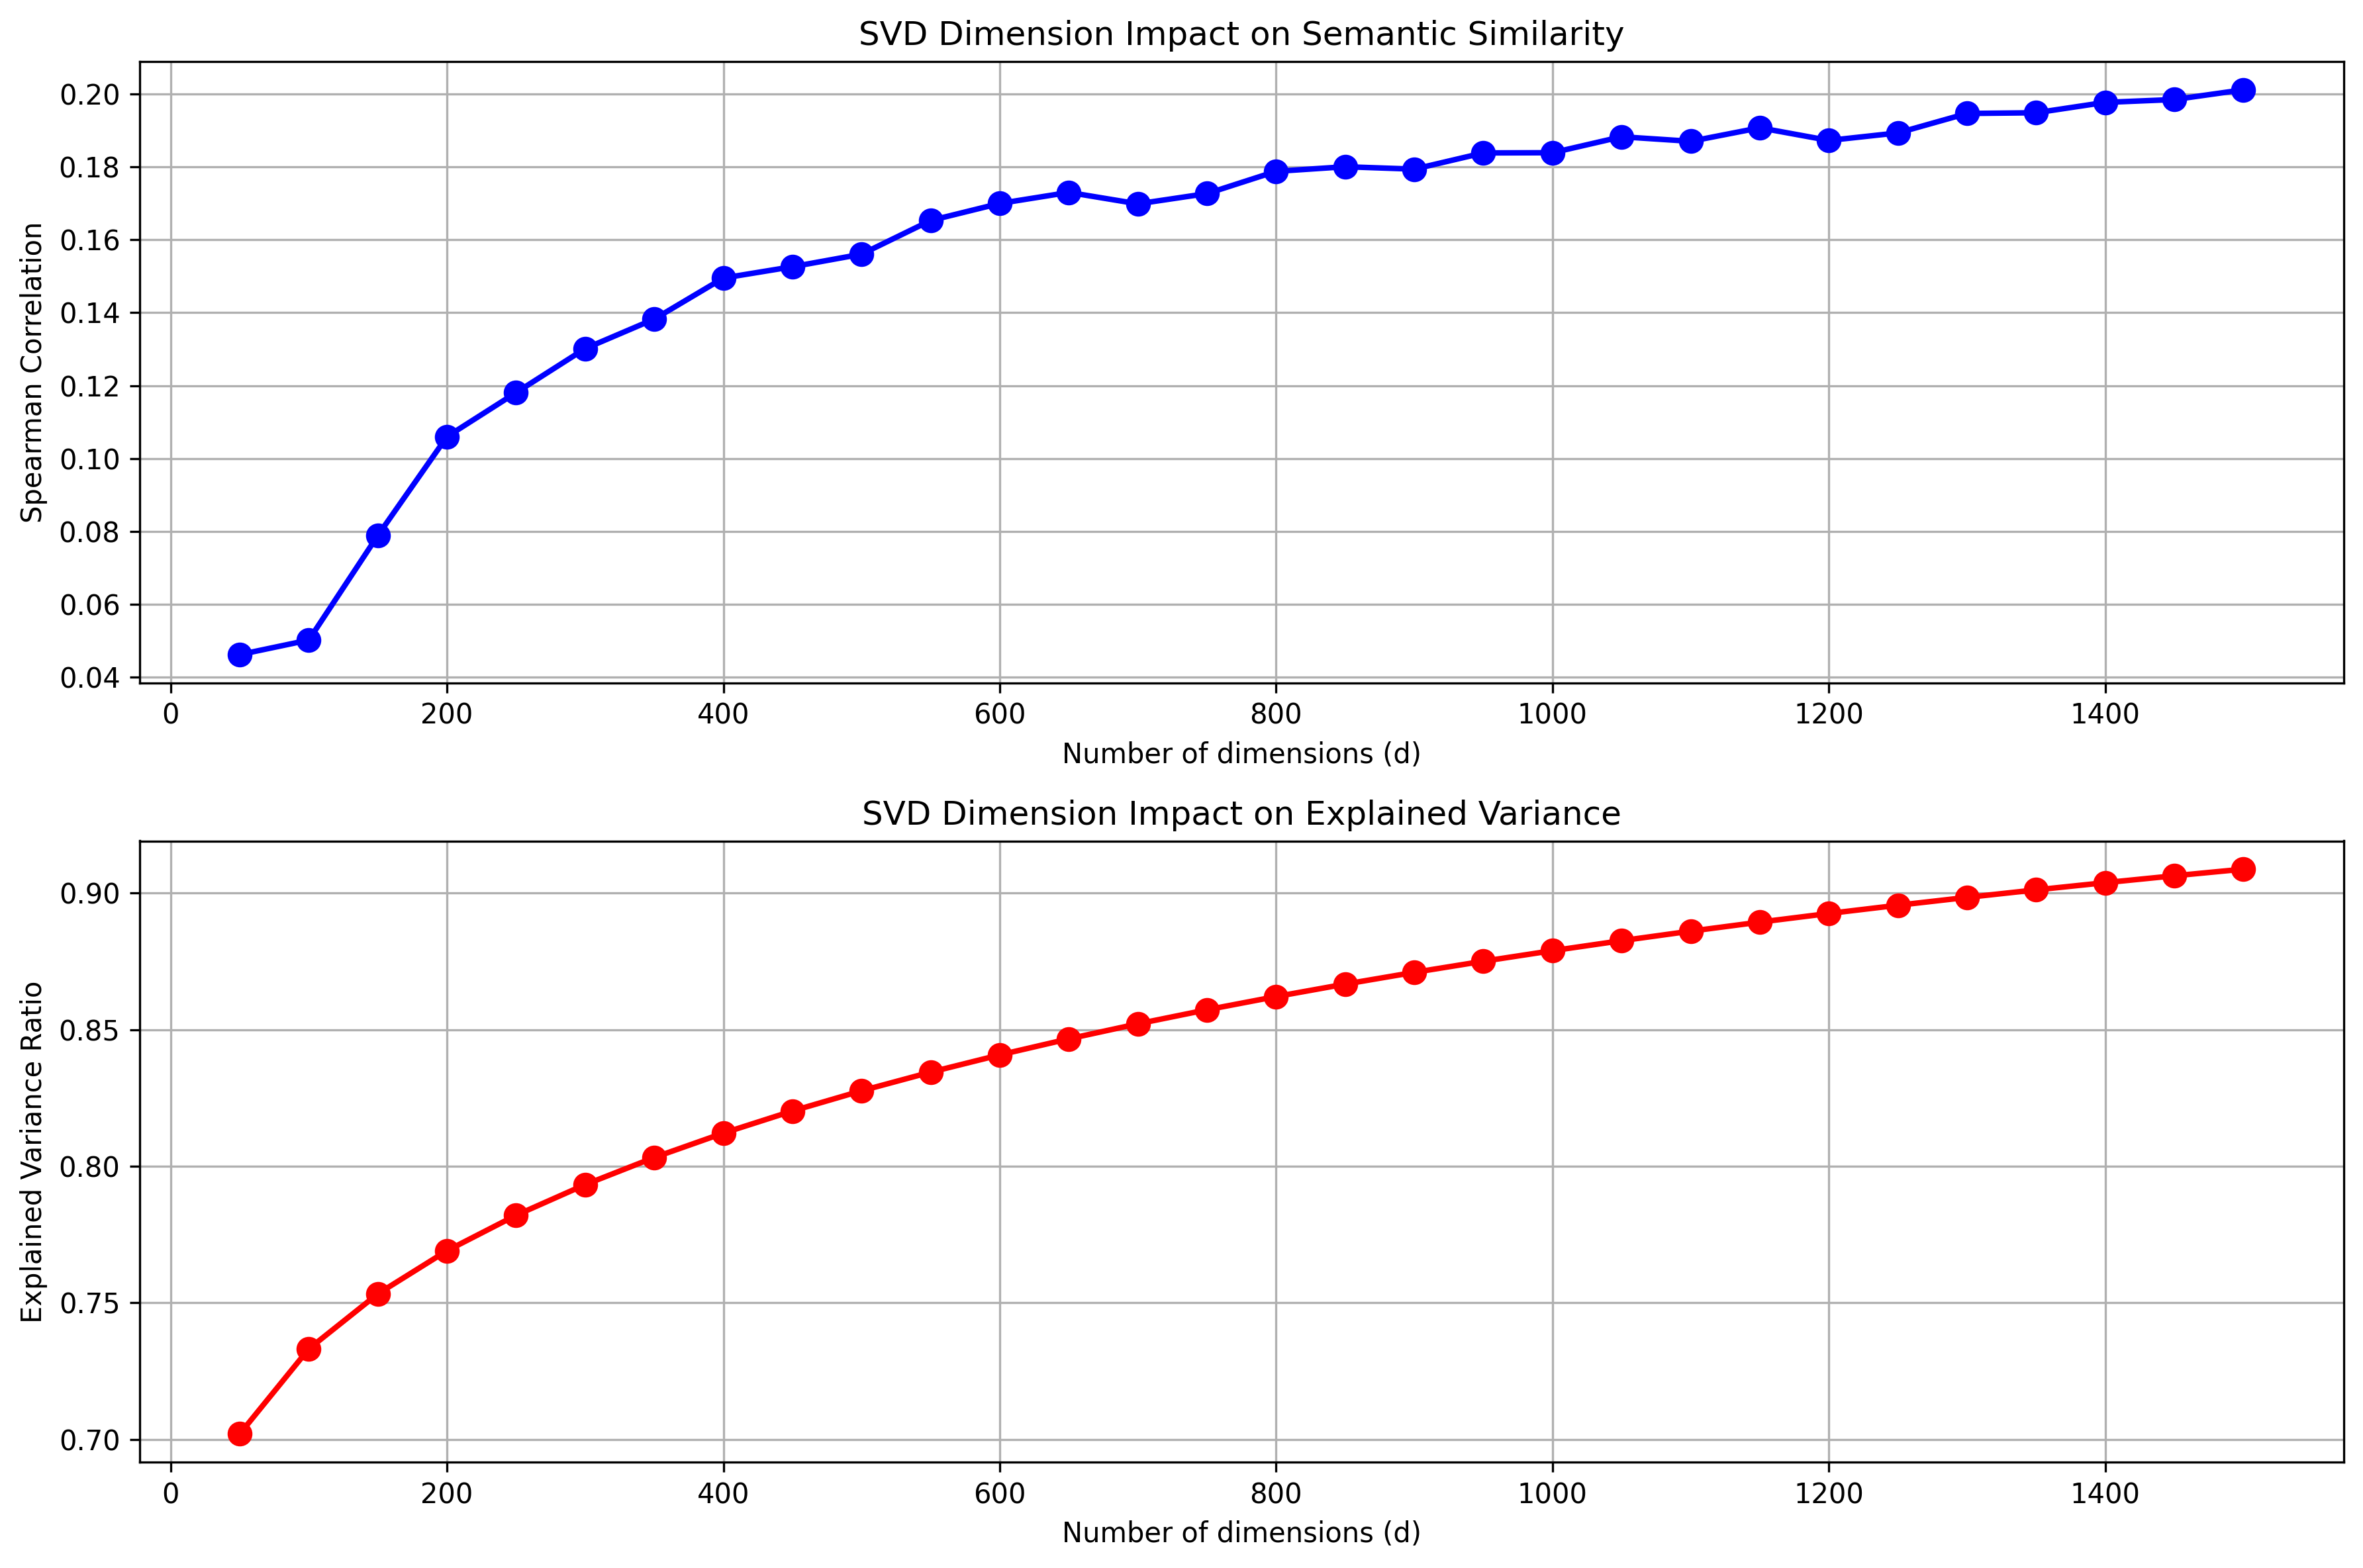 SVD Dimension Impact on Semantic Similarity
Spearman Correlation
0.20
0.18
0.16
0.14
0.12
0.10
0.08
0.06
0.04
0 200 400 600 800 1000 1200 1400
Number of dimensions (d)
SVD Dimension Impact on Explained Variance
Explained Variance Ratio
0.90
0.85
0.80
0.75
0.70
0 200 400 600 800 1000 1200 1400
Number of dimensions (d)